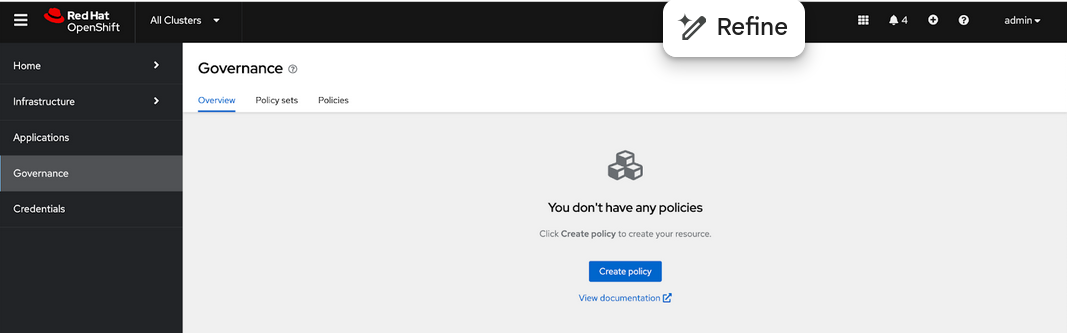 Red Hat
OpenShift
All Clusters
Refine
4
admin
Home
Infrastructure
Applications
Governance
Credentials
Governance
Overview Policy sets Policies
You don't have any policies
Click Create policy to create your resource.
Create policy
View documentation